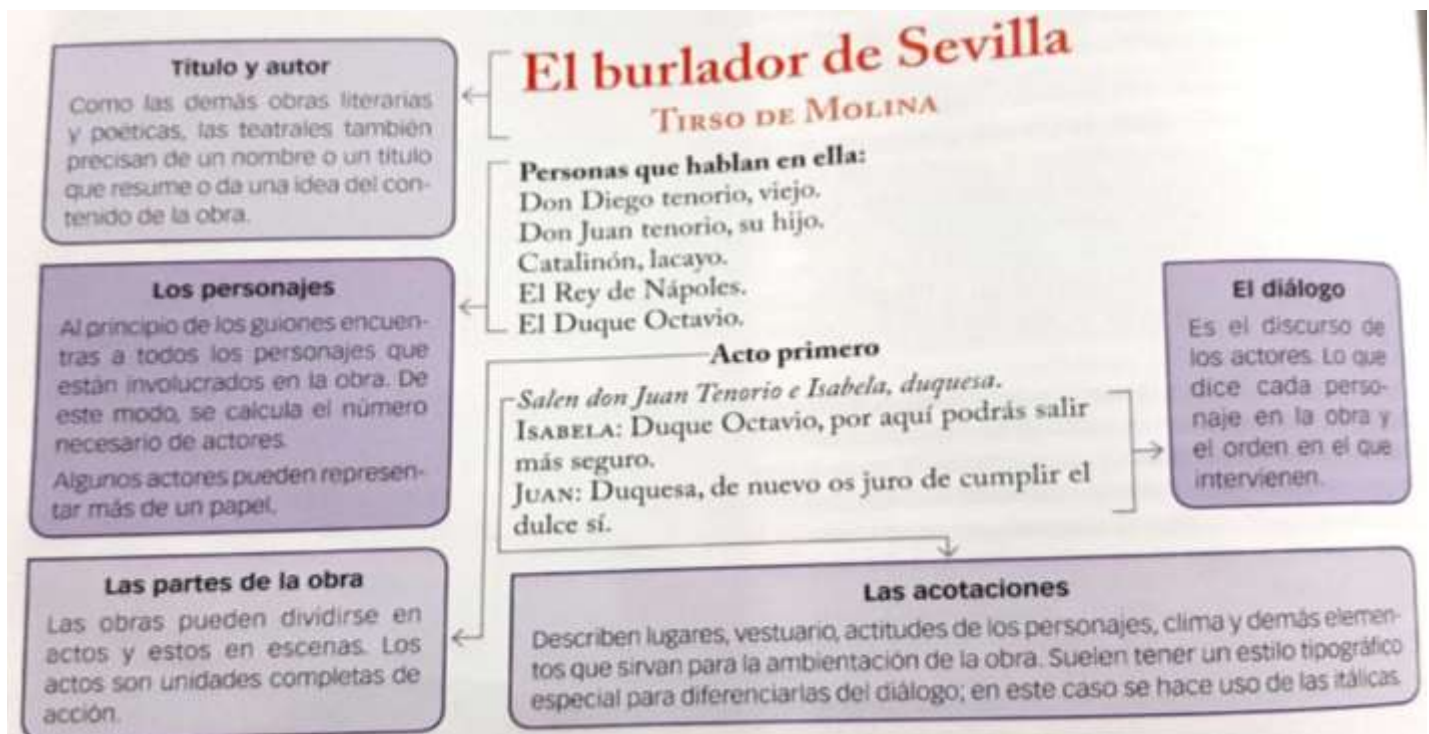 Título y autor
Como las demás obras literarias
y poéticas, las teatrales también
precisan de un nombre o un título
que resume o da una idea del con-
tenido de la obra.
El burlador de Sevilla
TIRSO DE MOLINA
Personas que hablan en ella:
Don Diego tenorio, viejo.
Don Juan tenorio, su hijo.
Catalinón, lacayo.
El Rey de Nápoles.
El Duque Octavio.
Los personajes
Al principio de los guiones encuen-
tras a todos los personajes que
están involucrados en la obra. De
este modo, se calcula el número
necesario de actores.
Algunos actores pueden represen-
tar más de un papel.
Acto primero
Salen don Juan Tenorio e Isabela, duquesa.
ISABELA: Duque Octavio, por aquí podrás salir
más seguro.
JUAN: Duquesa, de nuevo os juro de cumplir el
dulce sí.
El diálogo
Es el discurso de
los actores. Lo que
dice cada perso-
naje en la obra y
el orden en el que
intervienen.
Las partes de la obra
Las obras pueden dividirse en
actos y estos en escenas. Los
actos son unidades completas de
acción.
Las acotaciones
Describen lugares, vestuario, actitudes de los personajes, clima y demás elemen-
tos que sirvan para la ambientación de la obra. Suelen tener un estilo tipográfico
especial para diferenciarlas del diálogo; en este caso se hace uso de las itálicas.